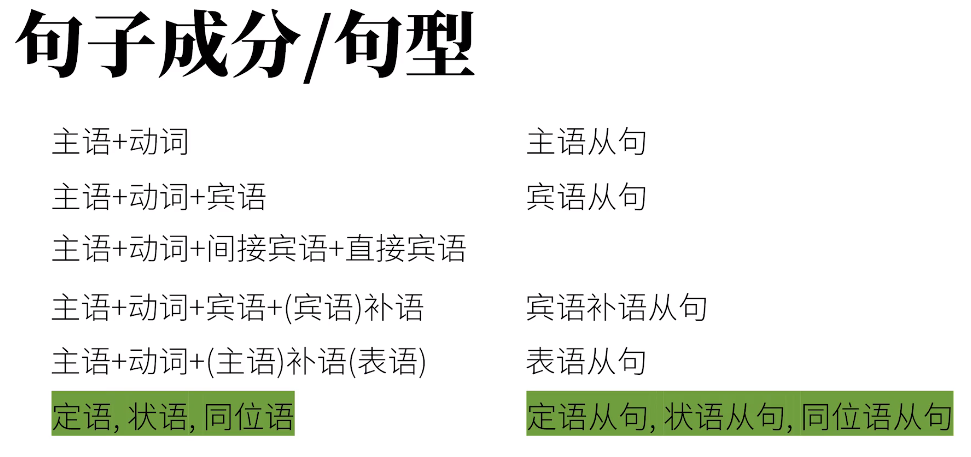 句子成分/句型
主语+动词 主语从句
主语+动词+宾语 宾语从句
主语+动词+间接宾语+直接宾语
主语+动词+宾语+(宾语)补语 宾语补语从句
主语+动词+(主语)补语(表语) 表语从句
定语, 状语, 同位语 定语从句, 状语从句, 同位语从句